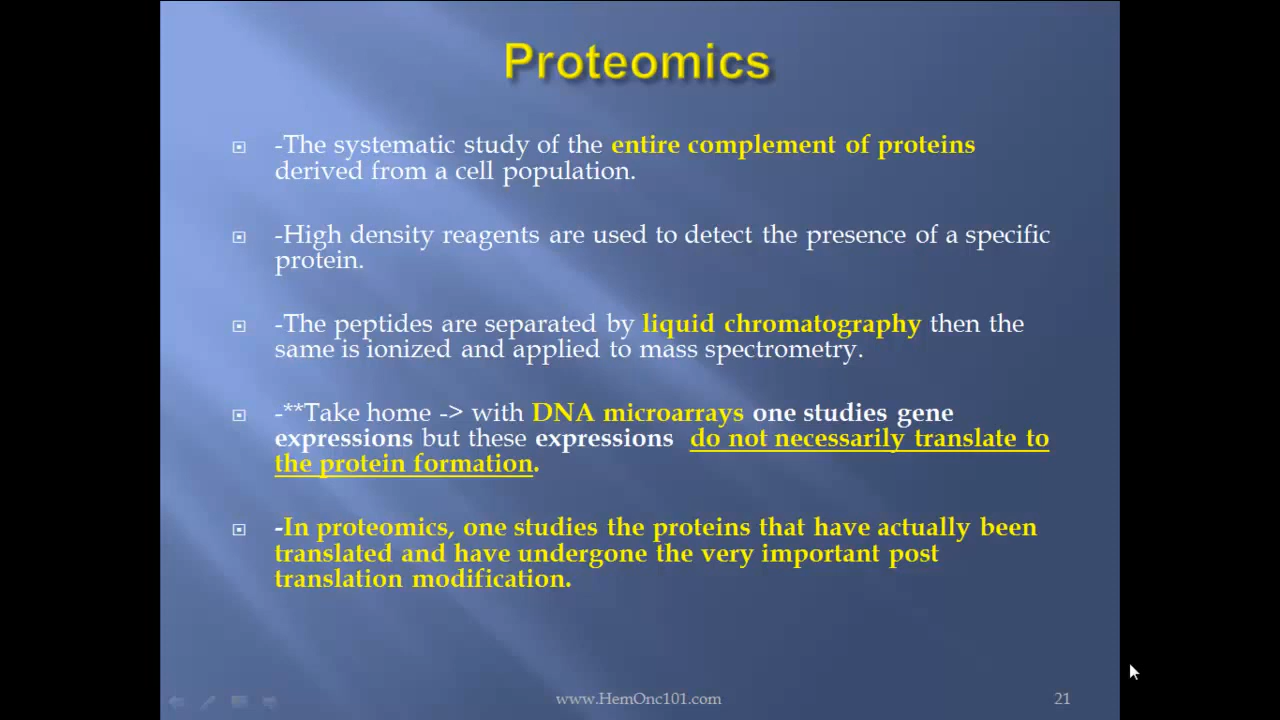 Proteomics
-The systematic study of the entire complement of proteins
derived from a cell population.
-High density reagents are used to detect the presence of a specific
protein.
-The peptides are separated by liquid chromatography then the
same is ionized and applied to mass spectrometry.
-**Take home -> with DNA microarrays one studies gene
expressions but these expressions do not necessarily translate to
the protein formation.
-In proteomics, one studies the proteins that have actually been
translated and have undergone the very important post
translation modification.
www.HemOnc101.com
21